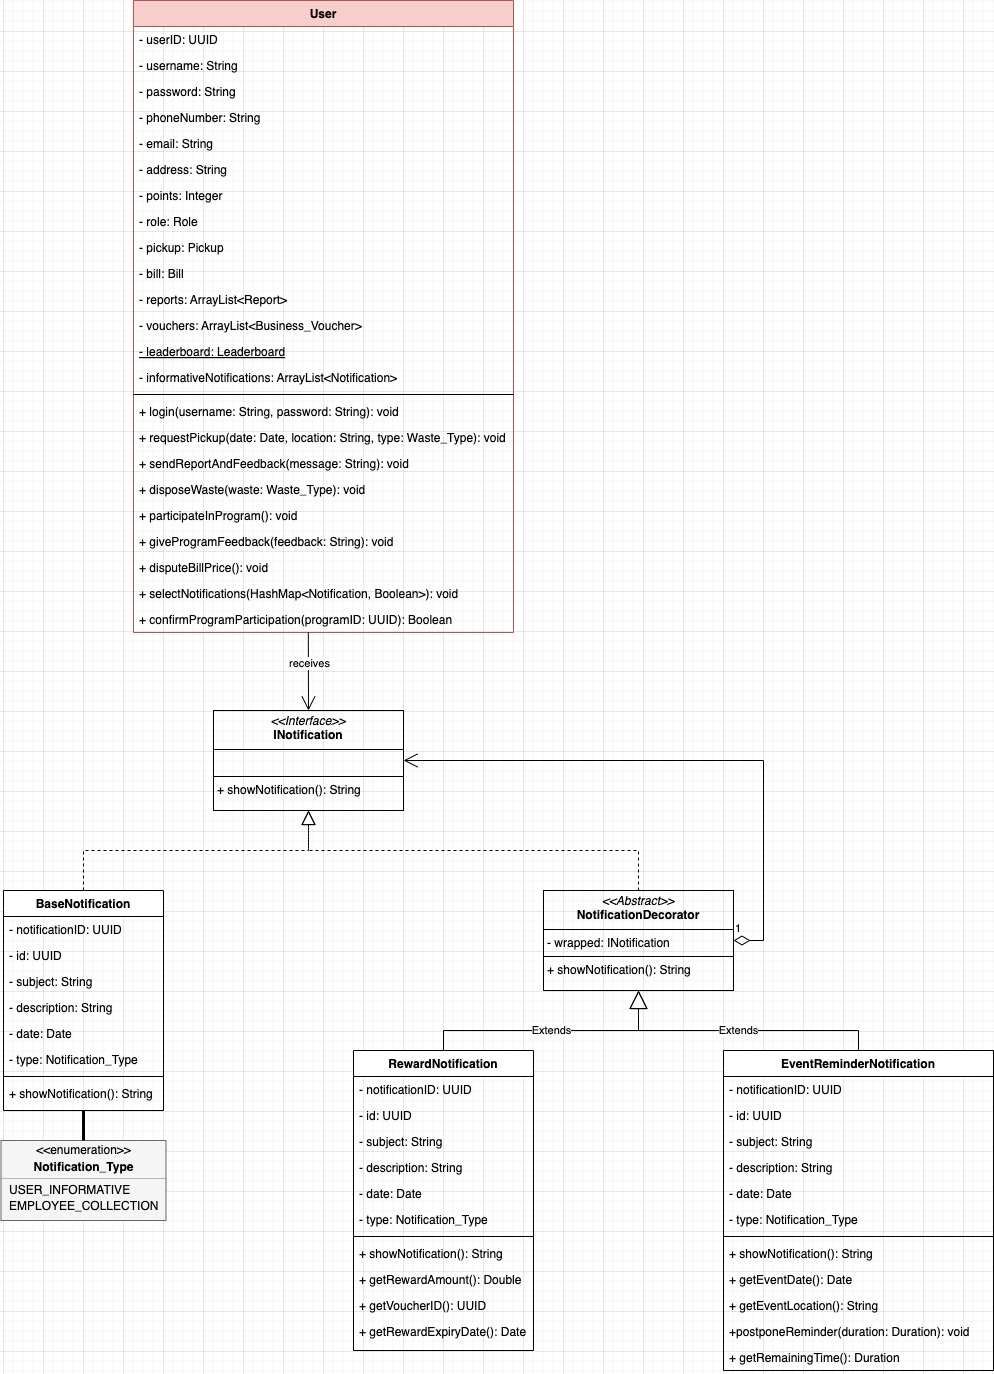 User
- userID: UUID
- username: String
- password: String
- phoneNumber: String
- email: String
- address: String
- points: Integer
- role: Role
- pickup: Pickup
- bill: Bill
- reports: ArrayList<Report>
- vouchers: ArrayList<Business_Voucher>
- leaderboard: Leaderboard
- informativeNotifications: ArrayList<Notification>
+ login(username: String, password: String): void
+ requestPickup(date: Date, location: String, type: Waste_Type): void
+ sendReportAndFeedback(message: String): void
+ disposeWaste(waste: Waste_Type): void
+ participateInProgram(): void
+ giveProgramFeedback(feedback: String): void
+ disputeBillPrice(): void
+ selectNotifications(HashMap<Notification, Boolean>): void
+ confirmProgramParticipation(programID: UUID): Boolean
receives
<<Interface>>
INotification
+ showNotification(): String
BaseNotification
- notificationID: UUID
- id: UUID
- subject: String
- description: String
- date: Date
- type: Notification_Type
+ showNotification(): String
<<enumeration>>
Notification_Type
USER_INFORMATIVE
EMPLOYEE_COLLECTION
<<Abstract>>
NotificationDecorator
- wrapped: INotification
+ showNotification(): String
1
Extends
Extends
RewardNotification
- notificationID: UUID
- id: UUID
- subject: String
- description: String
- date: Date
- type: Notification_Type
+ showNotification(): String
+ getRewardAmount(): Double
+ getVoucherID(): UUID
+ getRewardExpiryDate(): Date
EventReminderNotification
- notificationID: UUID
- id: UUID
- subject: String
- description: String
- date: Date
- type: Notification_Type
+ showNotification(): String
+ getEventDate(): Date
+ getEventLocation(): String
+postponeReminder(duration: Duration): void
+ getRemainingTime(): Duration